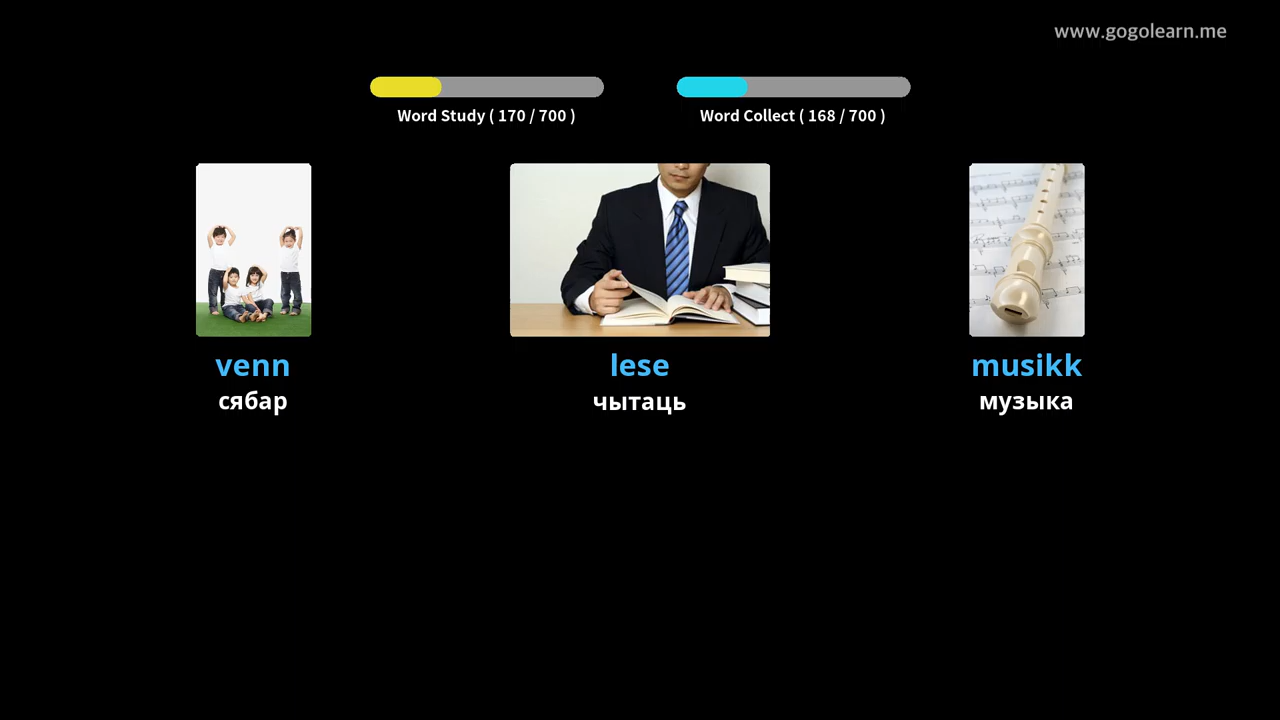 www.gogolearn.me
Word Study ( 170 / 700 )
Word Collect ( 168 / 700 )
venn
сябар
lese
чытаць
musikk
музыка